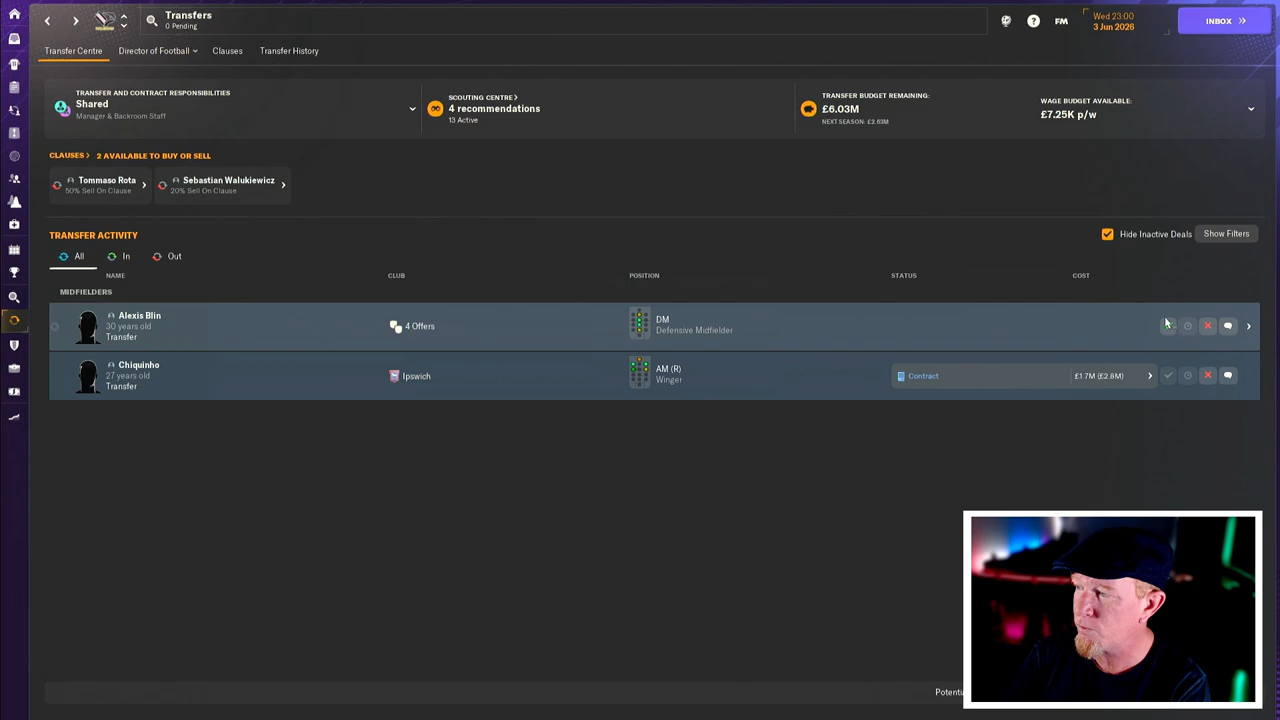 Transfers
0 Pending
FM
Wed 23:00
3 Jun 2026
INBOX
Transfer Centre
Director of Football
Clauses
Transfer History
TRANSFER AND CONTRACT RESPONSIBILITIES
Shared
Manager & Backroom Staff
SCOUTING CENTRE
4 recommendations
13 Active
TRANSFER BUDGET REMAINING:
£6.03M
NEXT SEASON: £2.63M
WAGE BUDGET AVAILABLE:
£7.25K p/w
CLAUSES 2 AVAILABLE TO BUY OR SELL
Tommaso Rota
50% Sell On Clause
Sebastian Walukiewicz
20% Sell On Clause
TRANSFER ACTIVITY
Hide Inactive Deals
Show Filters
All
In
Out
NAME
CLUB
POSITION
STATUS
COST
MIDFIELDERS
Alexis Blin
30 years old
Transfer
4 Offers
DM
Defensive Midfielder
Chiquinho
27 years old
Transfer
Ipswich
AM (R)
Winger
Contract
£1.7M (£2.8M)